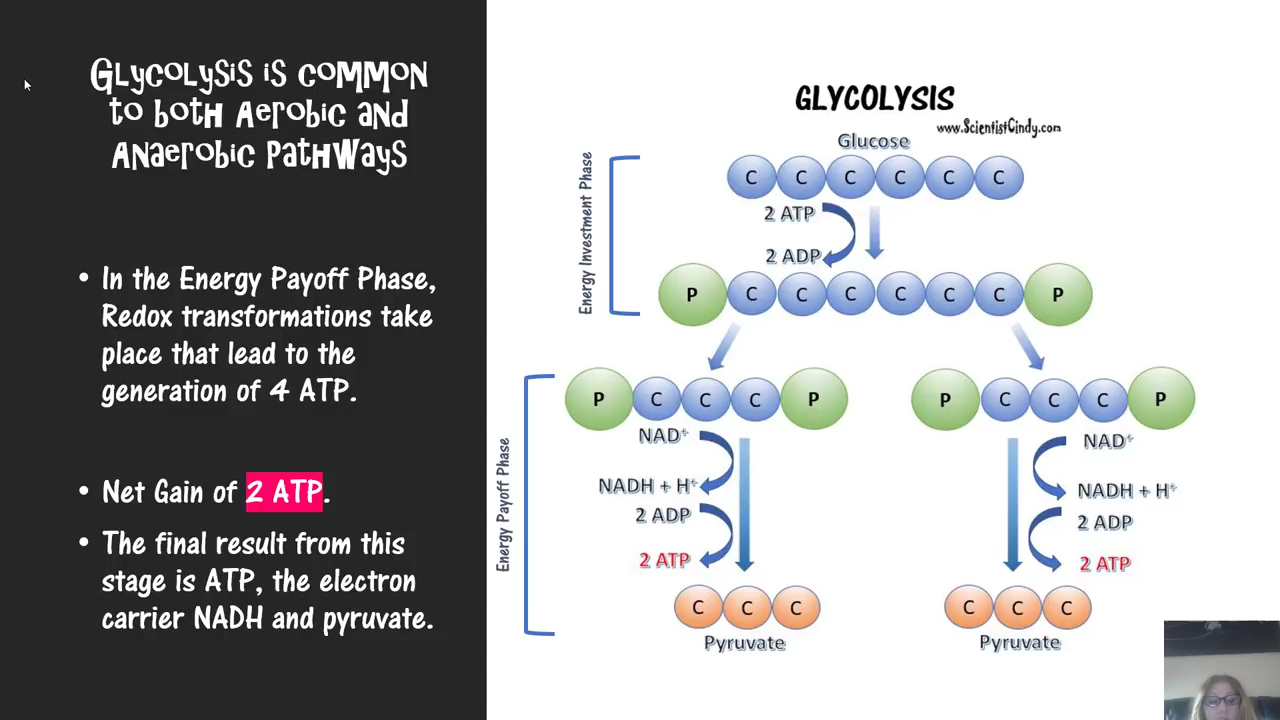 Glycolysis is common
to both Aerobic and
Anaerobic Pathways
• In the Energy Payoff Phase,
Redox transformations take
place that lead to the
generation of 4 ATP.
• Net Gain of 2 ATP.
• The final result from this
stage is ATP, the electron
carrier NADH and pyruvate.
GLYCOLYSIS
www.ScientistCindy.com
Glucose
Energy Investment Phase
C C C C C C
2 ATP
2 ADP
P C C C C C C P
Energy Payoff Phase
P C C C P
P C C C P
NAD+
NADH + H+
2 ADP
2 ATP
C C C
Pyruvate
NAD+
NADH + H+
2 ADP
2 ATP
C C C
Pyruvate